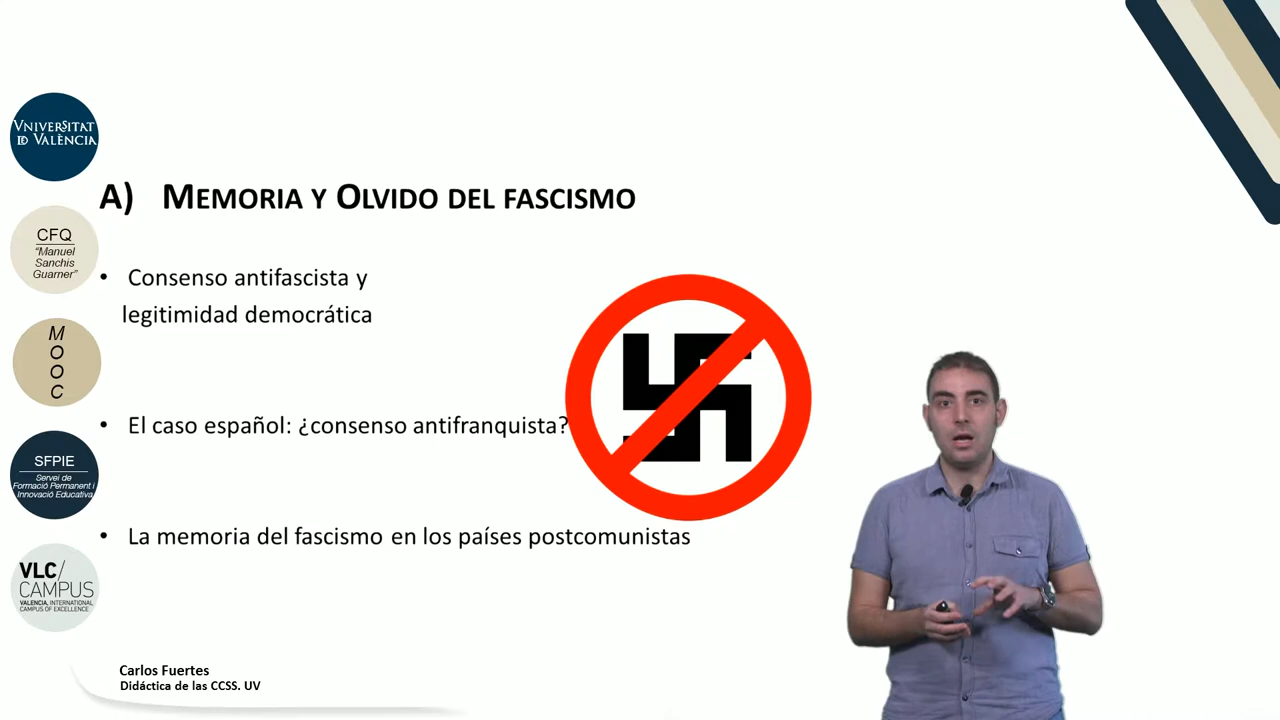 VNIVERSITAT
ID VALÈNCIA
CFQ
"Manuel
Sanchis
Guarner"
M
O
O
C
SFPIE
Servei de
Formació Permanent i
Innovació Educativa
VLC/
CAMPUS
VALENCIA, INTERNATIONAL
CAMPUS OF EXCELLENCE
A) MEMORIA Y OLVIDO DEL FASCISMO
• Consenso antifascista y
legitimidad democrática
• El caso español: ¿consenso antifranquista?
• La memoria del fascismo en los países postcomunistas
Carlos Fuertes
Didáctica de las CCSS. UV